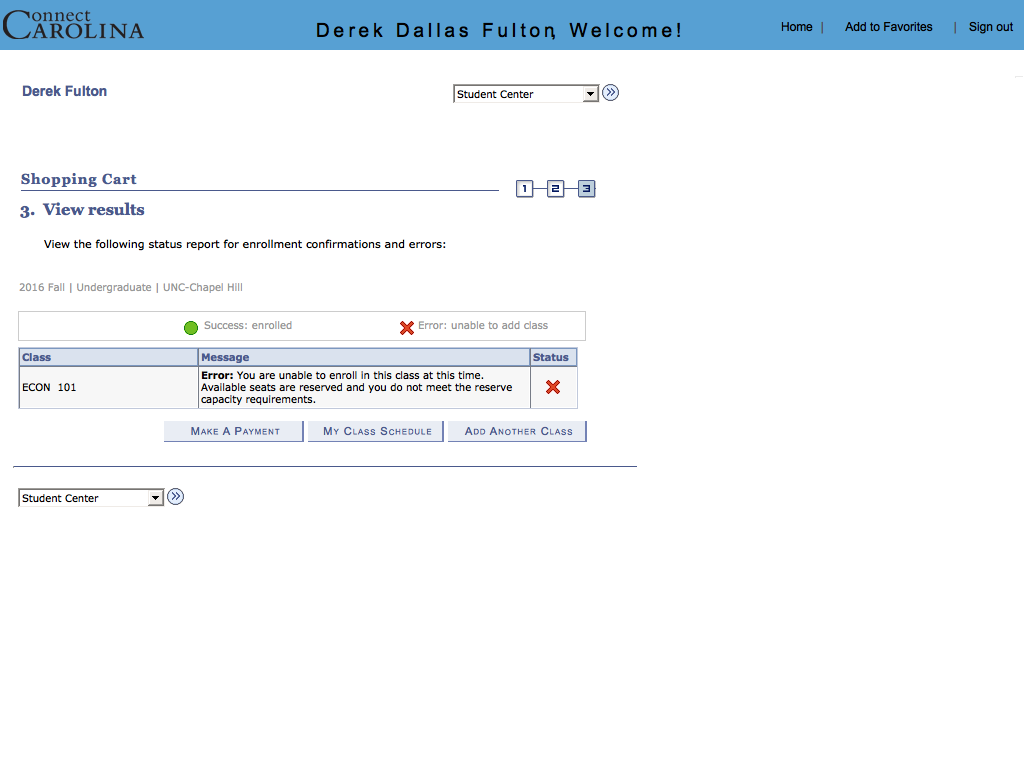 Connect
CAROLINA
Derek Dallas Fulton, Welcome!
Home | Add to Favorites | Sign out
Derek Fulton
Student Center
Shopping Cart
1 2 3
3. View results
View the following status report for enrollment confirmations and errors:
2016 Fall | Undergraduate | UNC-Chapel Hill
Success: enrolled Error: unable to add class
Class Message Status
ECON 101
Error: You are unable to enroll in this class at this time.
Available seats are reserved and you do not meet the reserve
capacity requirements.
MAKE A PAYMENT MY CLASS SCHEDULE ADD ANOTHER CLASS
Student Center